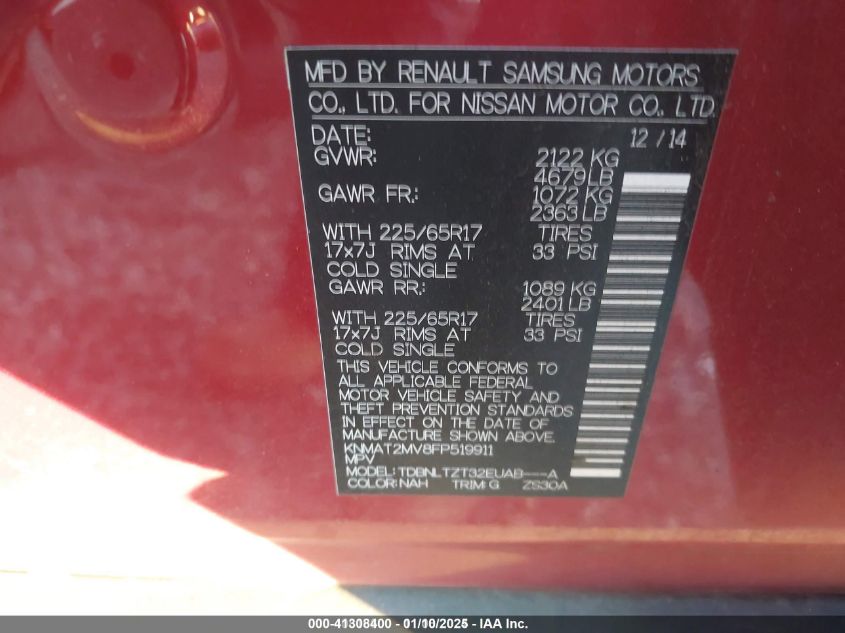 MFD BY RENAULT SAMSUNG MOTORS
CO., LTD. FOR NISSAN MOTOR CO., LTD.
DATE: 12 / 14
GVWR: 2122 KG
4679 LB
GAWR FR: 1072 KG
2363 LB
WITH 225/65R17 TIRES
17x7J RIMS AT 33 PSI
COLD SINGLE
GAWR RR: 1089 KG
2401 LB
WITH 225/65R17 TIRES
17x7J RIMS AT 33 PSI
COLD SINGLE
THIS VEHICLE CONFORMS TO
ALL APPLICABLE FEDERAL
MOTOR VEHICLE SAFETY AND
THEFT PREVENTION STANDARDS
IN EFFECT ON THE DATE OF
MANUFACTURE SHOWN ABOVE.
KNMAT2MV8FP519911
MPV
MODEL: TDBNLTZT32EUAB---A
COLOR: NAH TRIM: G ZS30A
000-41308400 - 01/10/2025 - IAA Inc.